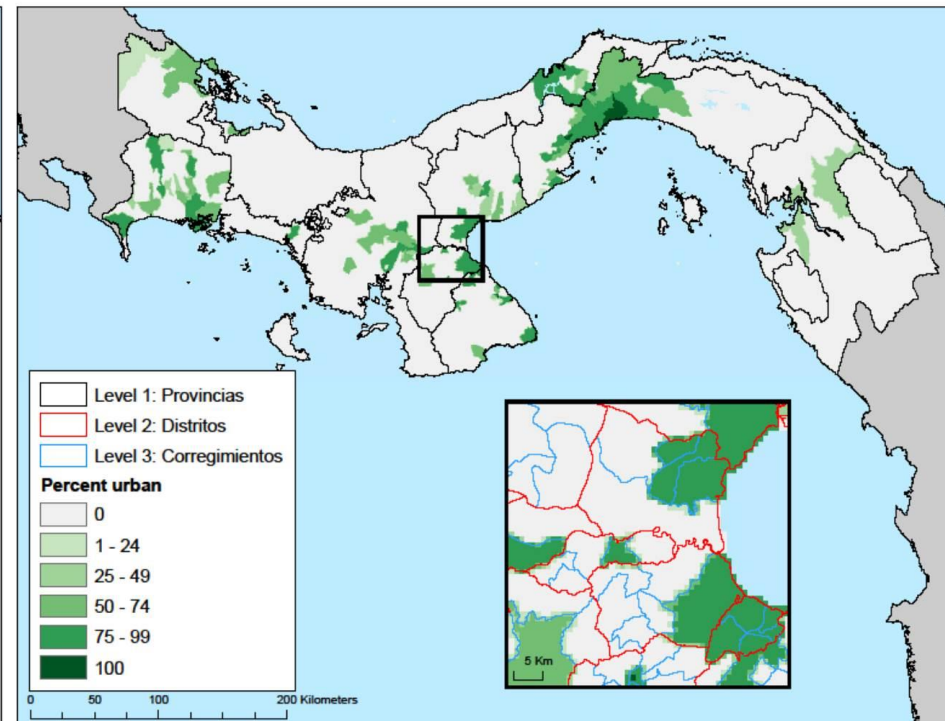 Level 1: Provincias
Level 2: Distritos
Level 3: Corregimientos
Percent urban
0
1 - 24
25 - 49
50 - 74
75 - 99
100
0 50 100 200 Kilometers
5 Km